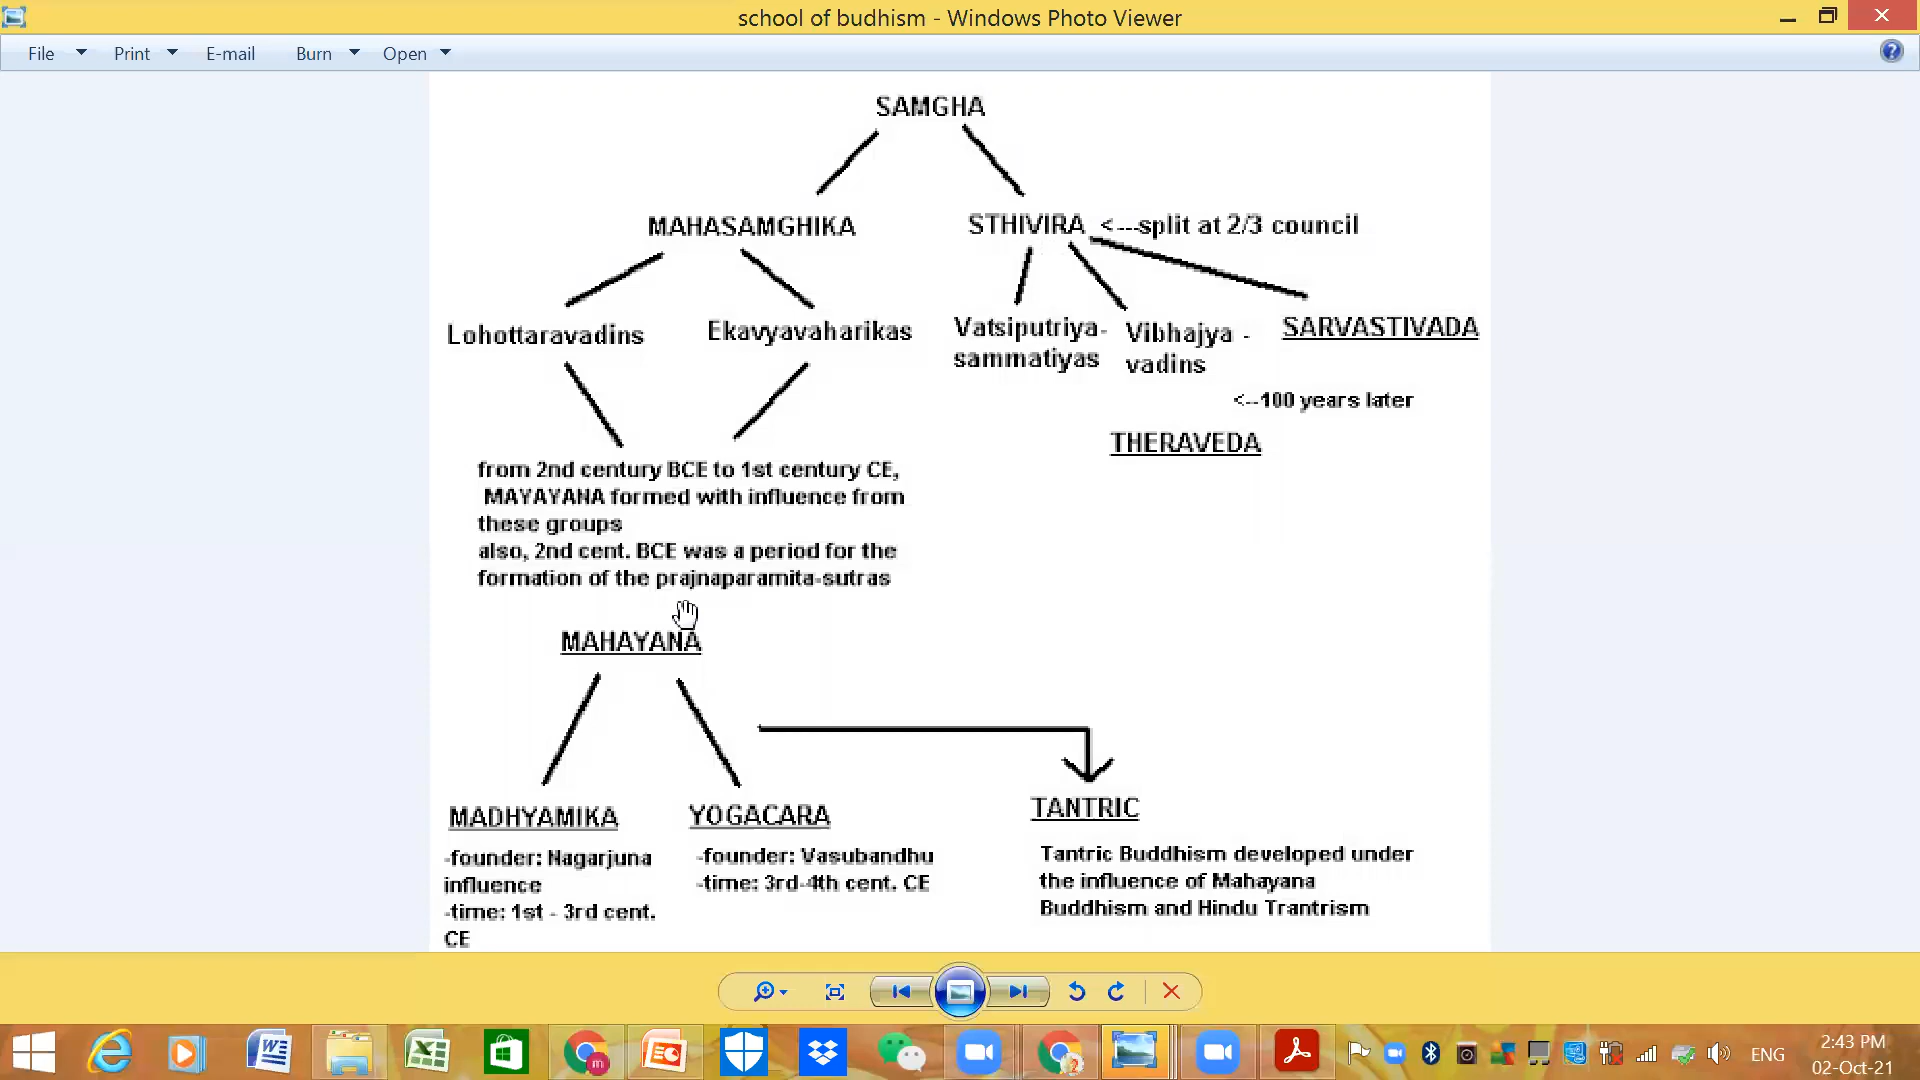 school of budhism - Windows Photo Viewer
File Print E-mail Burn Open
SAMGHA
MAHASAMGHIKA
STHIVIRA <---split at 2/3 council
Lohottaravadins
Ekavyavaharikas
Vatsiputriya-
sammatiyas
Vibhajya -
vadins
SARVASTIVADA
<--100 years later
THERAVEDA
from 2nd century BCE to 1st century CE,
MAYAYANA formed with influence from
these groups
also, 2nd cent. BCE was a period for the
formation of the prajnaparamita-sutras
MAHAYANA
MADHYAMIKA
-founder: Nagarjuna
influence
-time: 1st - 3rd cent.
CE
YOGACARA
-founder: Vasubandhu
-time: 3rd-4th cent. CE
TANTRIC
Tantric Buddhism developed under
the influence of Mahayana
Buddhism and Hindu Trantrism
ENG
2:43 PM
02-Oct-21